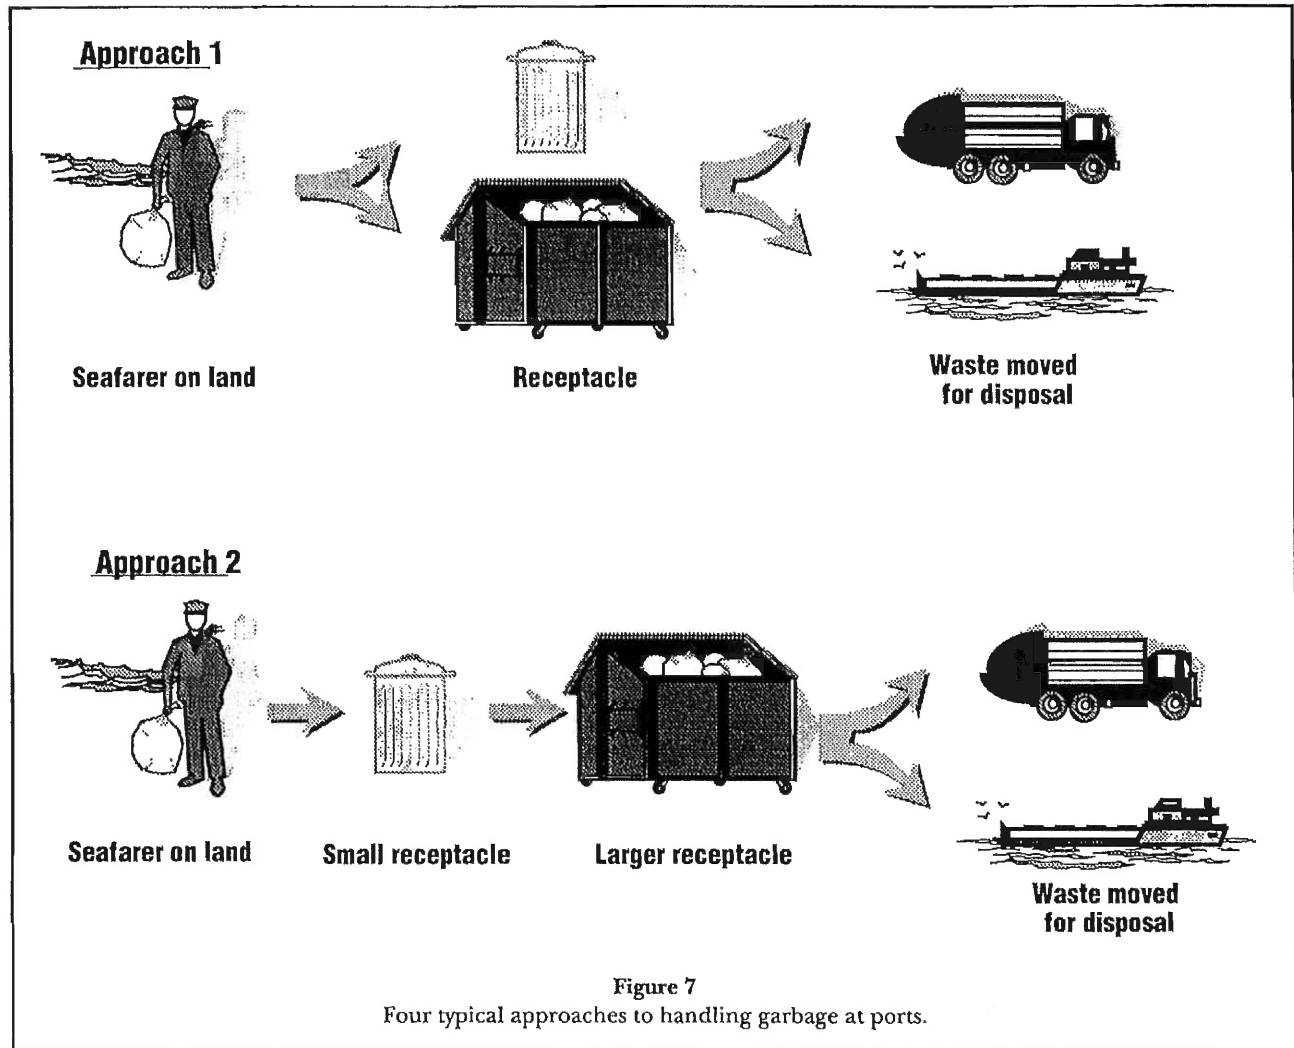 Approach 1
Seafarer on land
Receptacle
Waste moved
for disposal
Approach 2
Seafarer on land
Small receptacle
Larger receptacle
Waste moved
for disposal
Figure 7
Four typical approaches to handling garbage at ports.